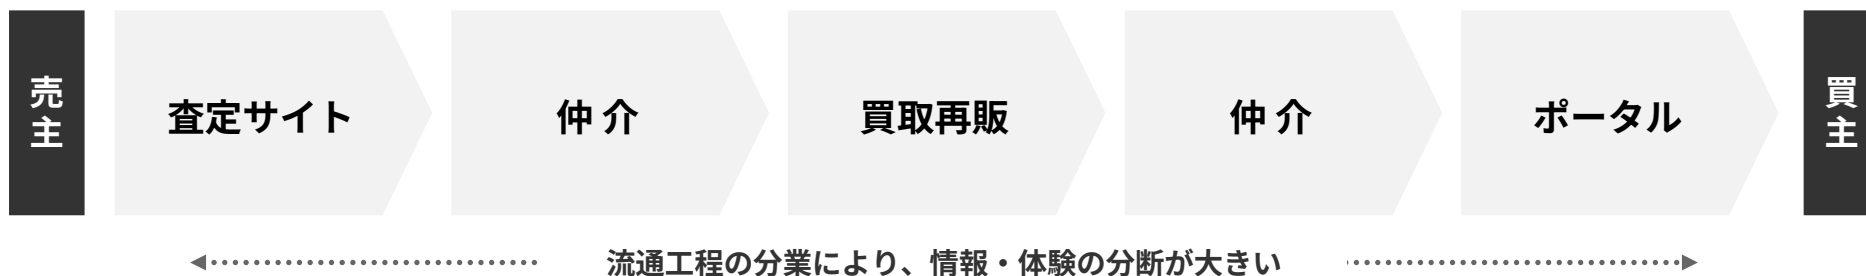 売主
査定サイト
仲介
買取再販
仲介
ポータル
買主
流通工程の分業により、情報・体験の分断が大きい